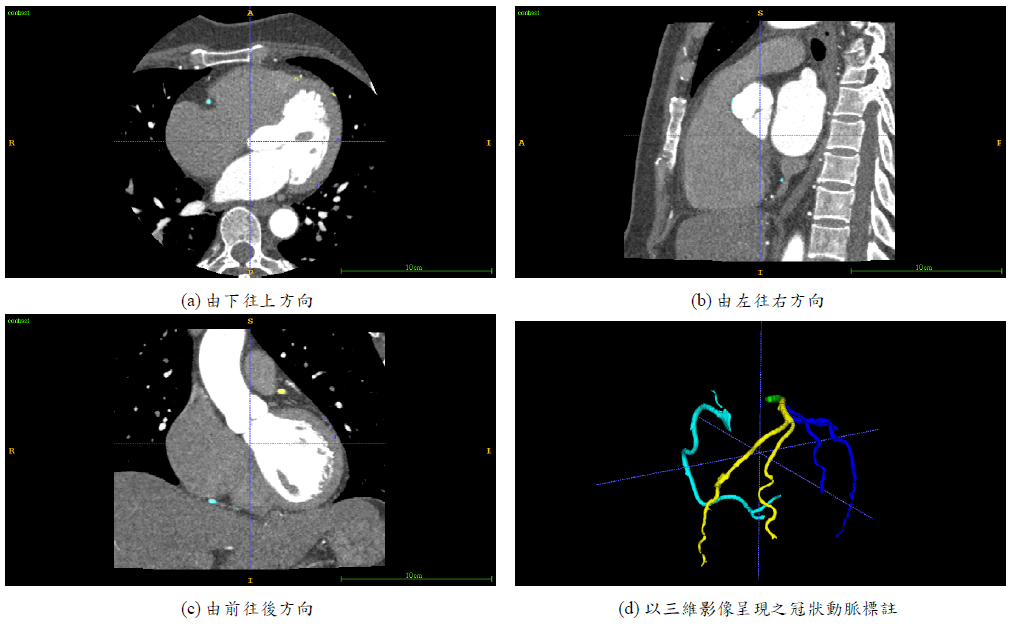 contrast
A
R
I
P
10cm
(a) 由下往上方向
contrast
S
A
P
I
10cm
(b) 由左往右方向
contrast
S
R
I
I
10cm
(c) 由前往後方向
(d) 以三維影像呈現之冠狀動脈標註